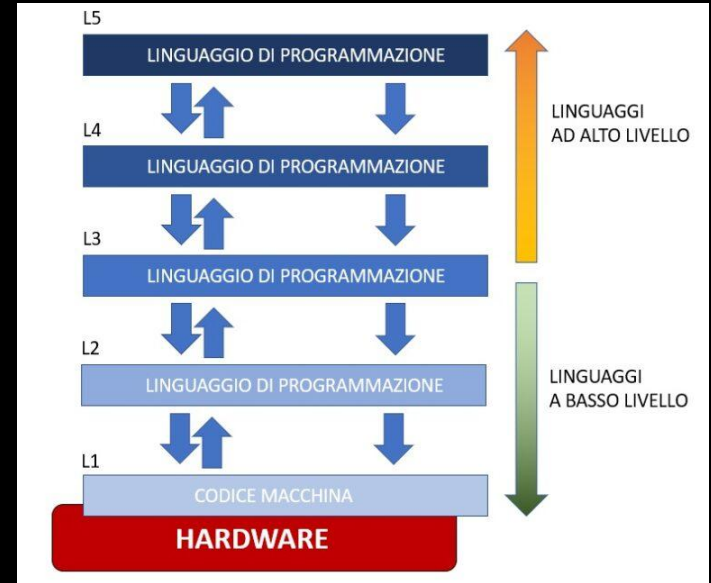 L5
LINGUAGGIO DI PROGRAMMAZIONE
L4
LINGUAGGIO DI PROGRAMMAZIONE
L3
LINGUAGGIO DI PROGRAMMAZIONE
L2
LINGUAGGIO DI PROGRAMMAZIONE
L1
CODICE MACCHINA
HARDWARE
LINGUAGGI
AD ALTO LIVELLO
LINGUAGGI
A BASSO LIVELLO